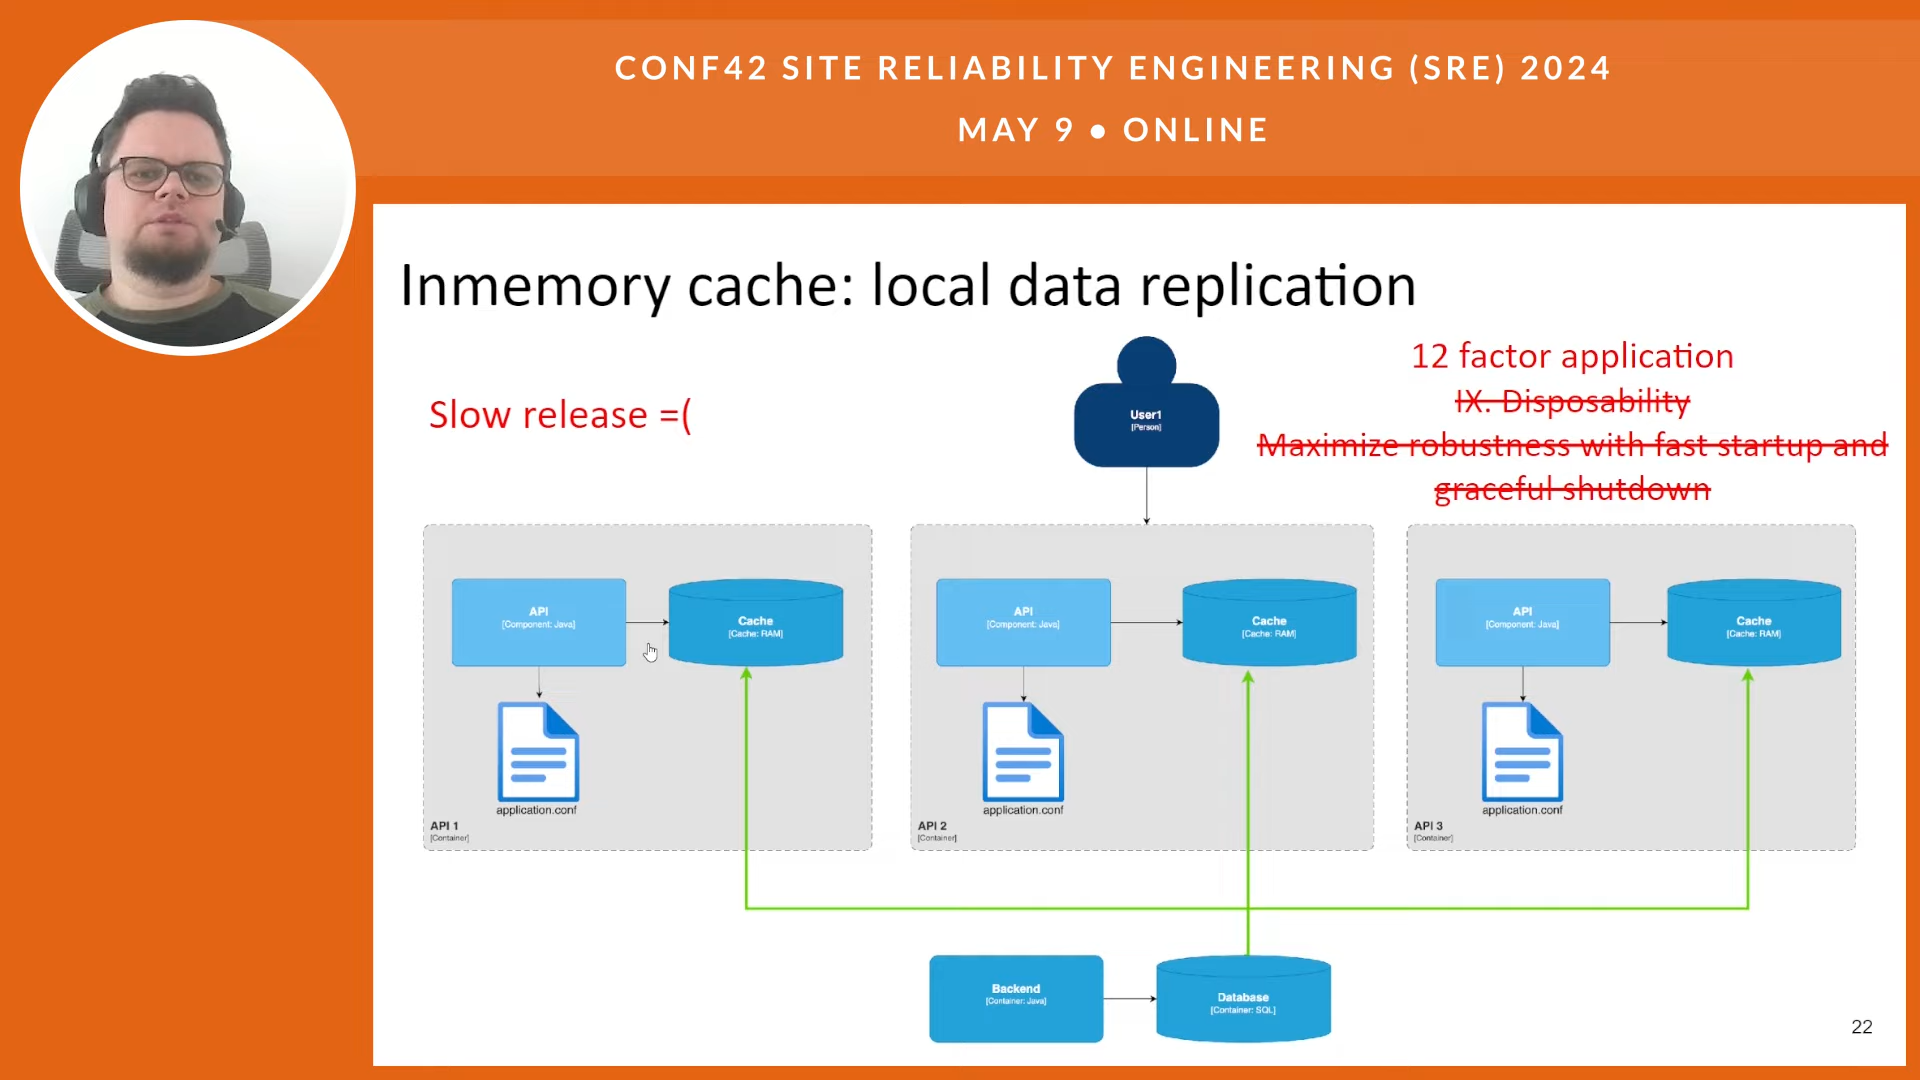 CONF42 SITE RELIABILITY ENGINEERING (SRE) 2024
MAY 9 • ONLINE
Inmemory cache: local data replication
Slow release =(
12 factor application
IX. Disposability
Maximize robustness with fast startup and
graceful shutdown
User1
[Person]
API
[Component: Java]
Cache
[Cache: RAM]
application.conf
API 1
[Container]
API
[Component: Java]
Cache
[Cache: RAM]
application.conf
API 2
[Container]
API
[Component: Java]
Cache
[Cache: RAM]
application.conf
API 3
[Container]
Backend
[Container: Java]
Database
[Container: SQL]
22